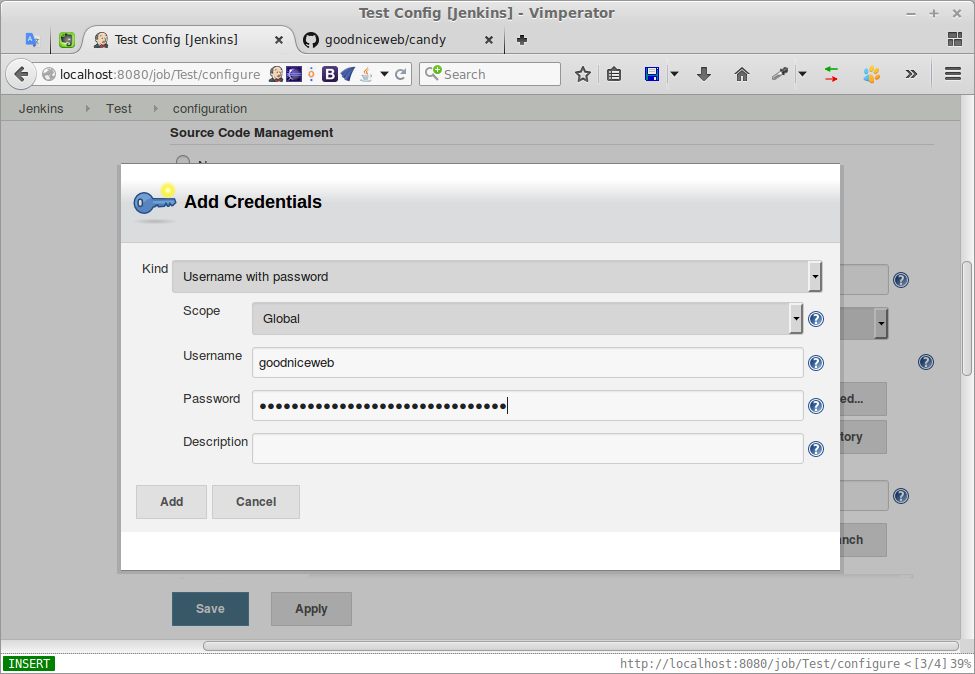 Test Config [Jenkins] - Vimperator
Test Config [Jenkins] goodniceweb/candy
localhost:8080/job/Test/configure B Search
Jenkins Test configuration
Source Code Management
Add Credentials
Kind Username with password
Scope Global
Username goodniceweb
Password •••••••••••••••••••••••••••••••
Description
Add Cancel
ed...
tory
nch
Save Apply
INSERT http://localhost:8080/job/Test/configure < [3/4] 39%